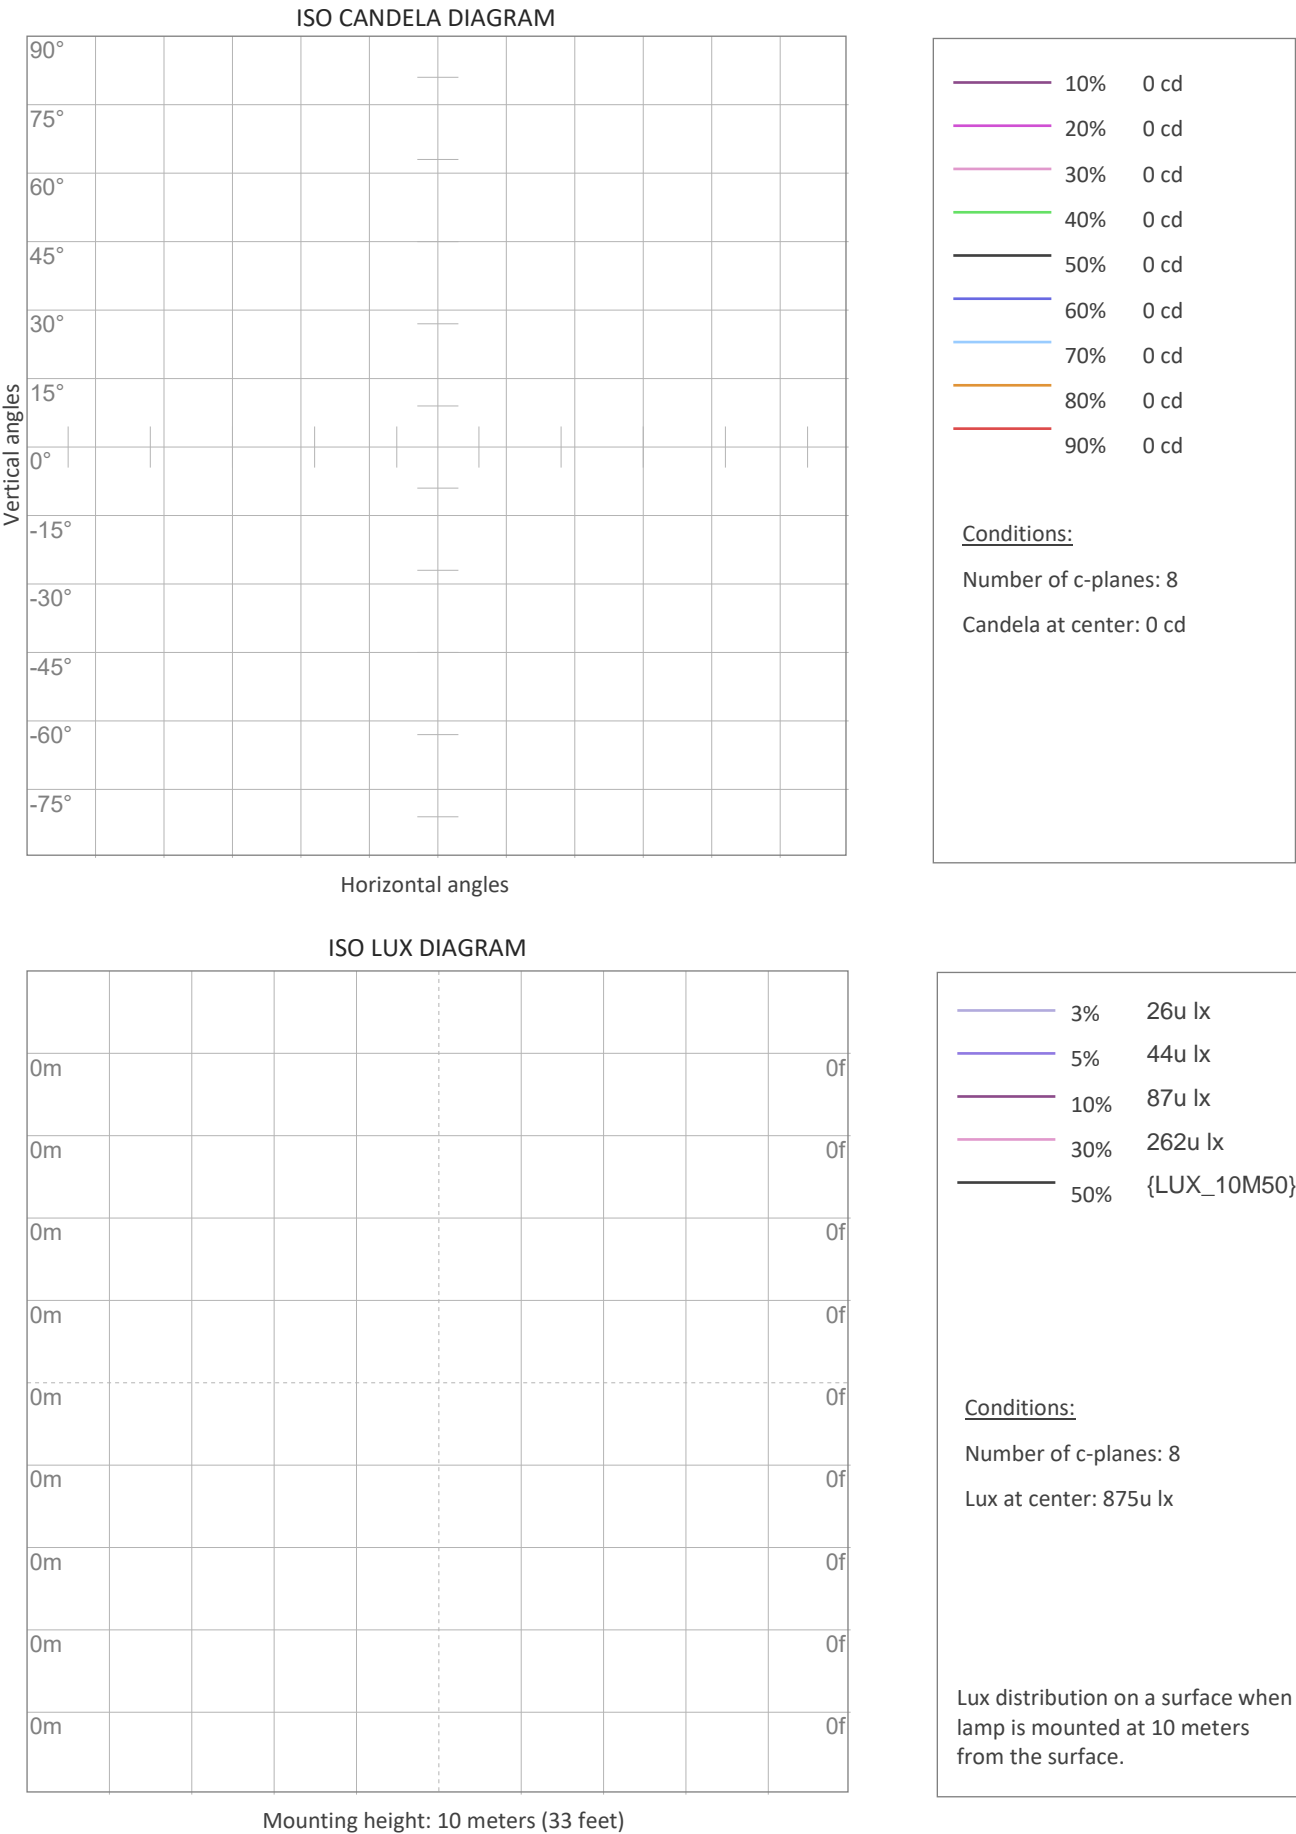 ISO CANDELA DIAGRAM
90°
75°
60°
45°
30°
15°
0°
-15°
-30°
-45°
-60°
-75°
Vertical angles
Horizontal angles
10% 0 cd
20% 0 cd
30% 0 cd
40% 0 cd
50% 0 cd
60% 0 cd
70% 0 cd
80% 0 cd
90% 0 cd
Conditions:
Number of c-planes: 8
Candela at center: 0 cd
ISO LUX DIAGRAM
0m 0f
0m 0f
0m 0f
0m 0f
0m 0f
0m 0f
0m 0f
0m 0f
0m 0f
Mounting height: 10 meters (33 feet)
3% 26u lx
5% 44u lx
10% 87u lx
30% 262u lx
50% {LUX_10M50}
Conditions:
Number of c-planes: 8
Lux at center: 875u lx
Lux distribution on a surface when
lamp is mounted at 10 meters
from the surface.